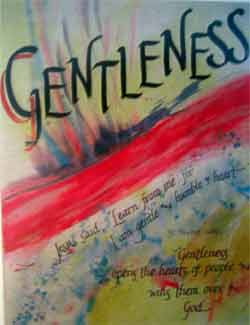 GENTLENESS
Jesus said, "Learn from me for
I am gentle & humble of heart...
Gentleness
opens the hearts of people &
wins them over
God...